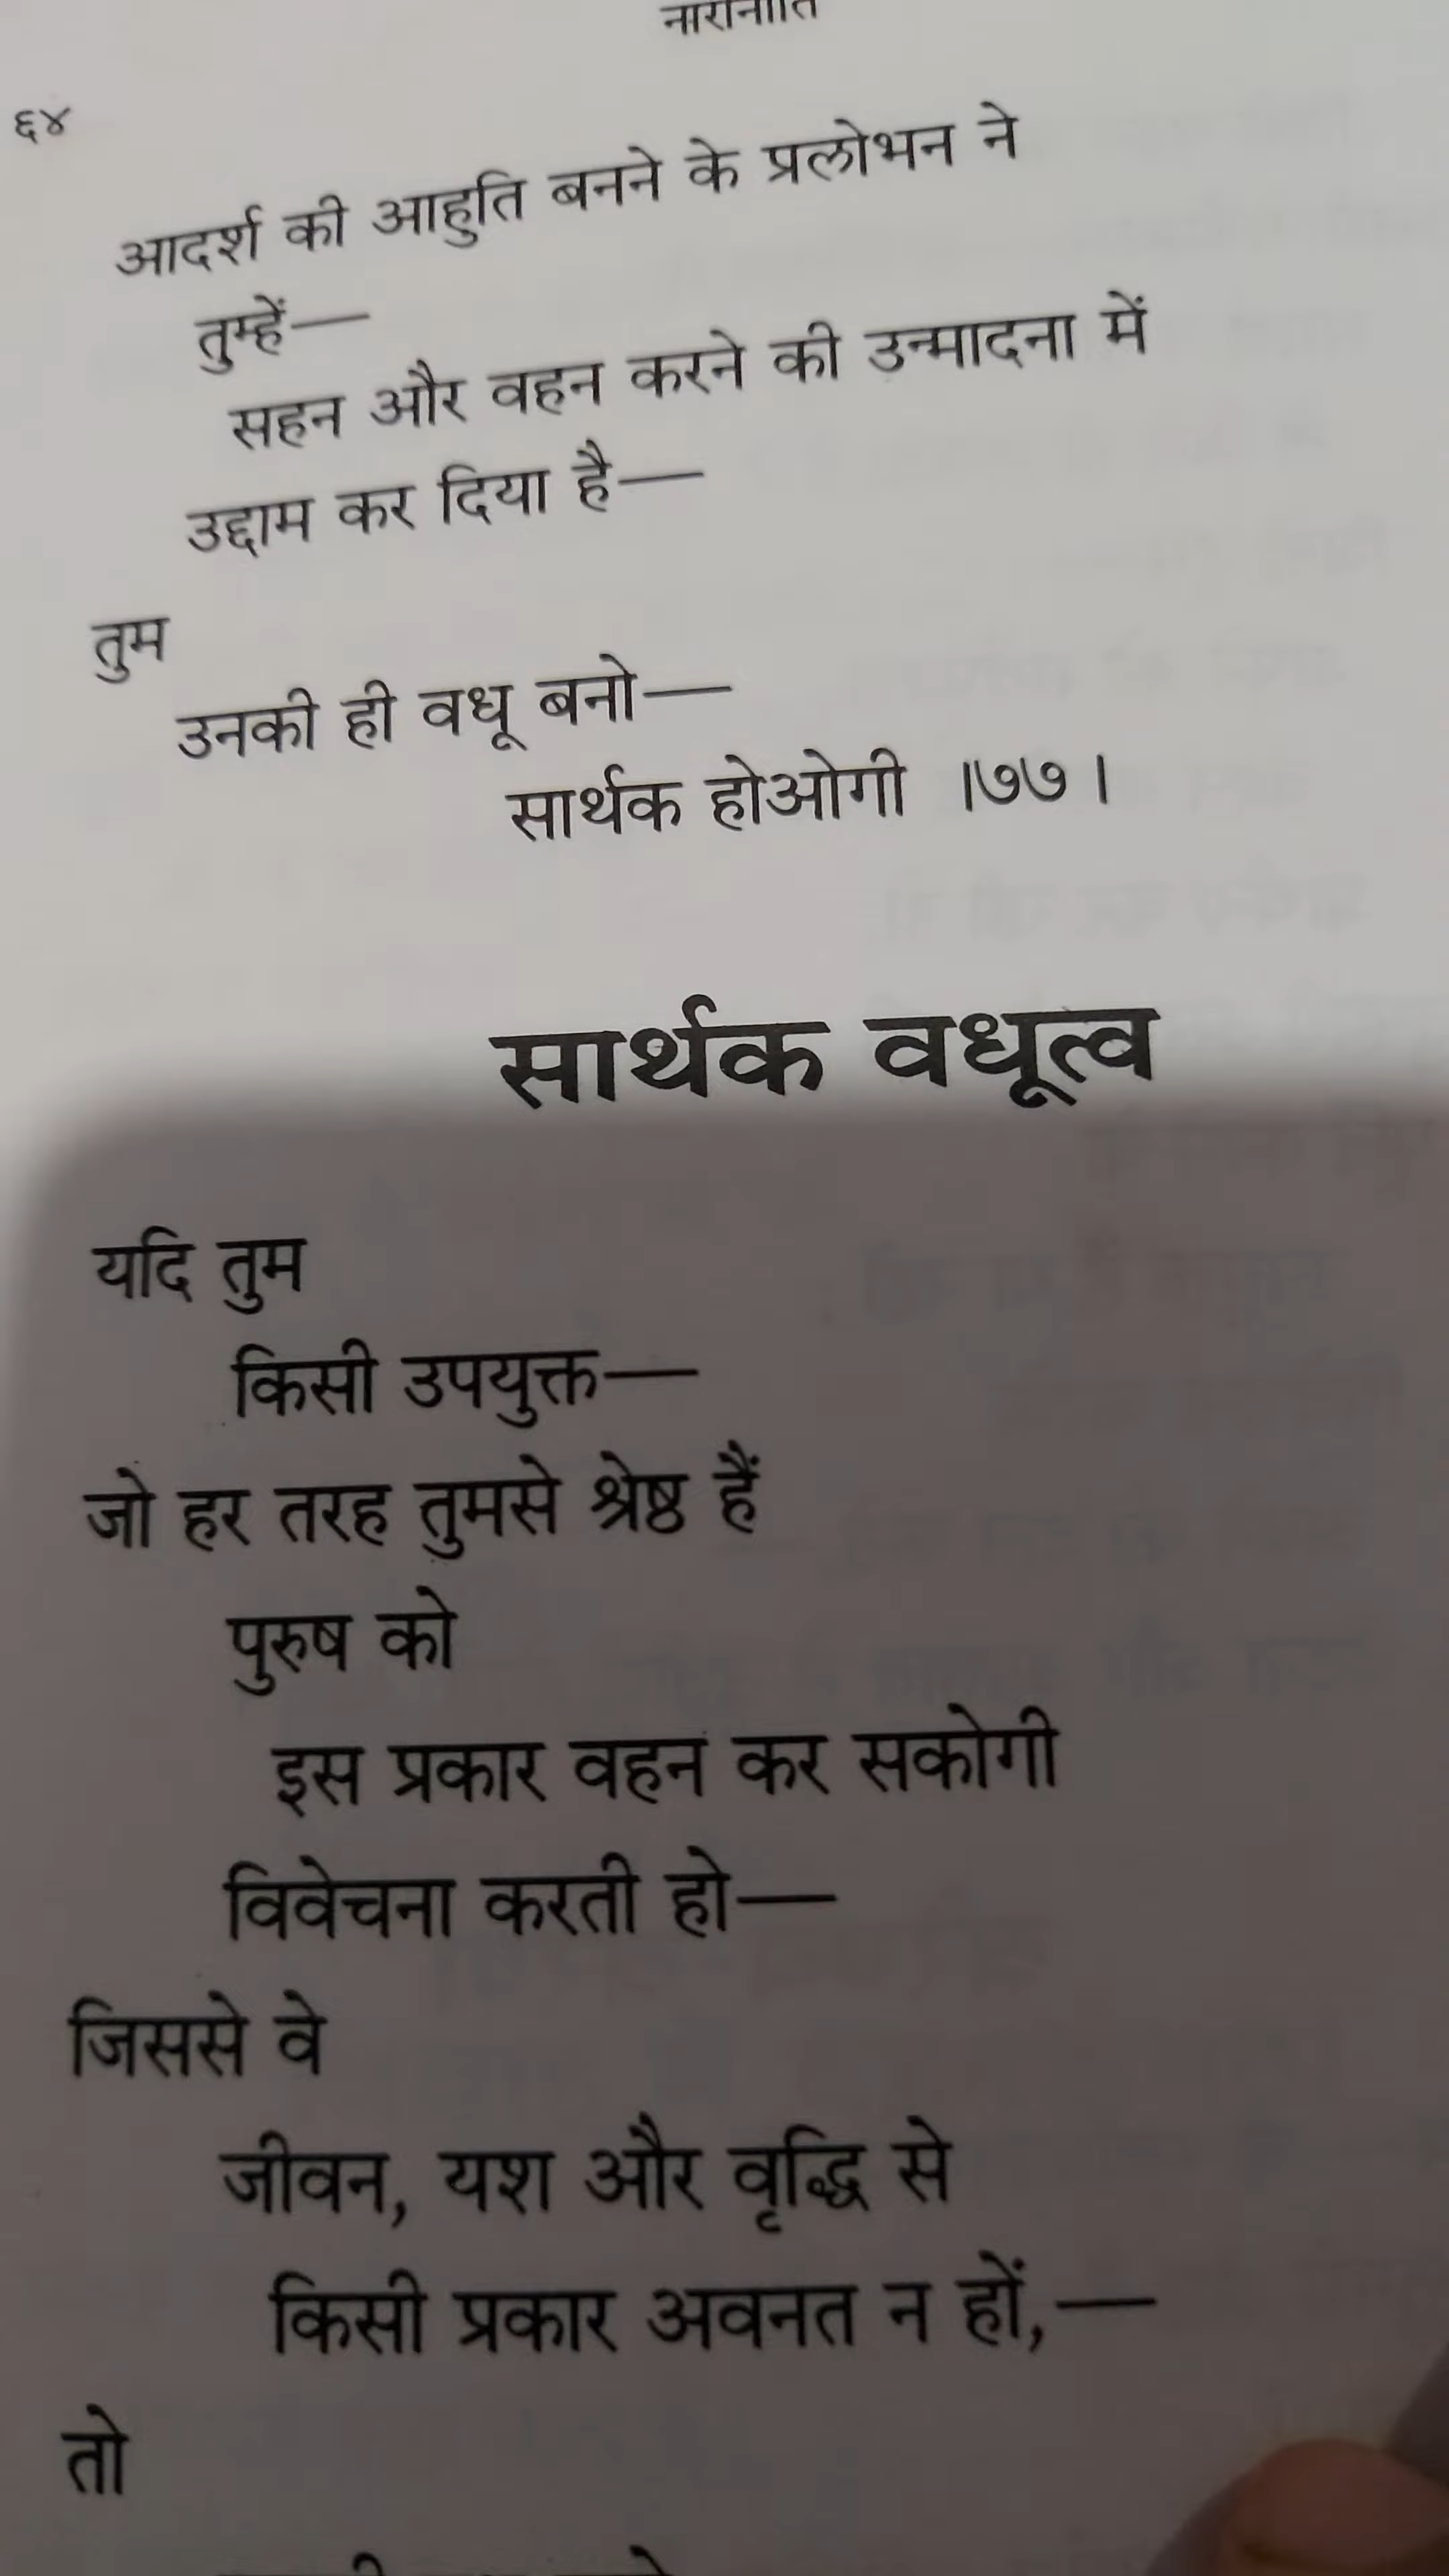 नारीनीति
६४
आदर्श की आहुति बनने के प्रलोभन ने
तुम्हें—
सहन और वहन करने की उन्मादना में
उद्दाम कर दिया है—
तुम
उनकी ही वधू बनो—
सार्थक होओगी ।७७।
सार्थक वधूत्व
यदि तुम
किसी उपयुक्त—
जो हर तरह तुमसे श्रेष्ठ हैं
पुरुष को
इस प्रकार वहन कर सकोगी
विवेचना करती हो—
जिससे वे
जीवन, यश और वृद्धि से
किसी प्रकार अवनत न हों,—
तो